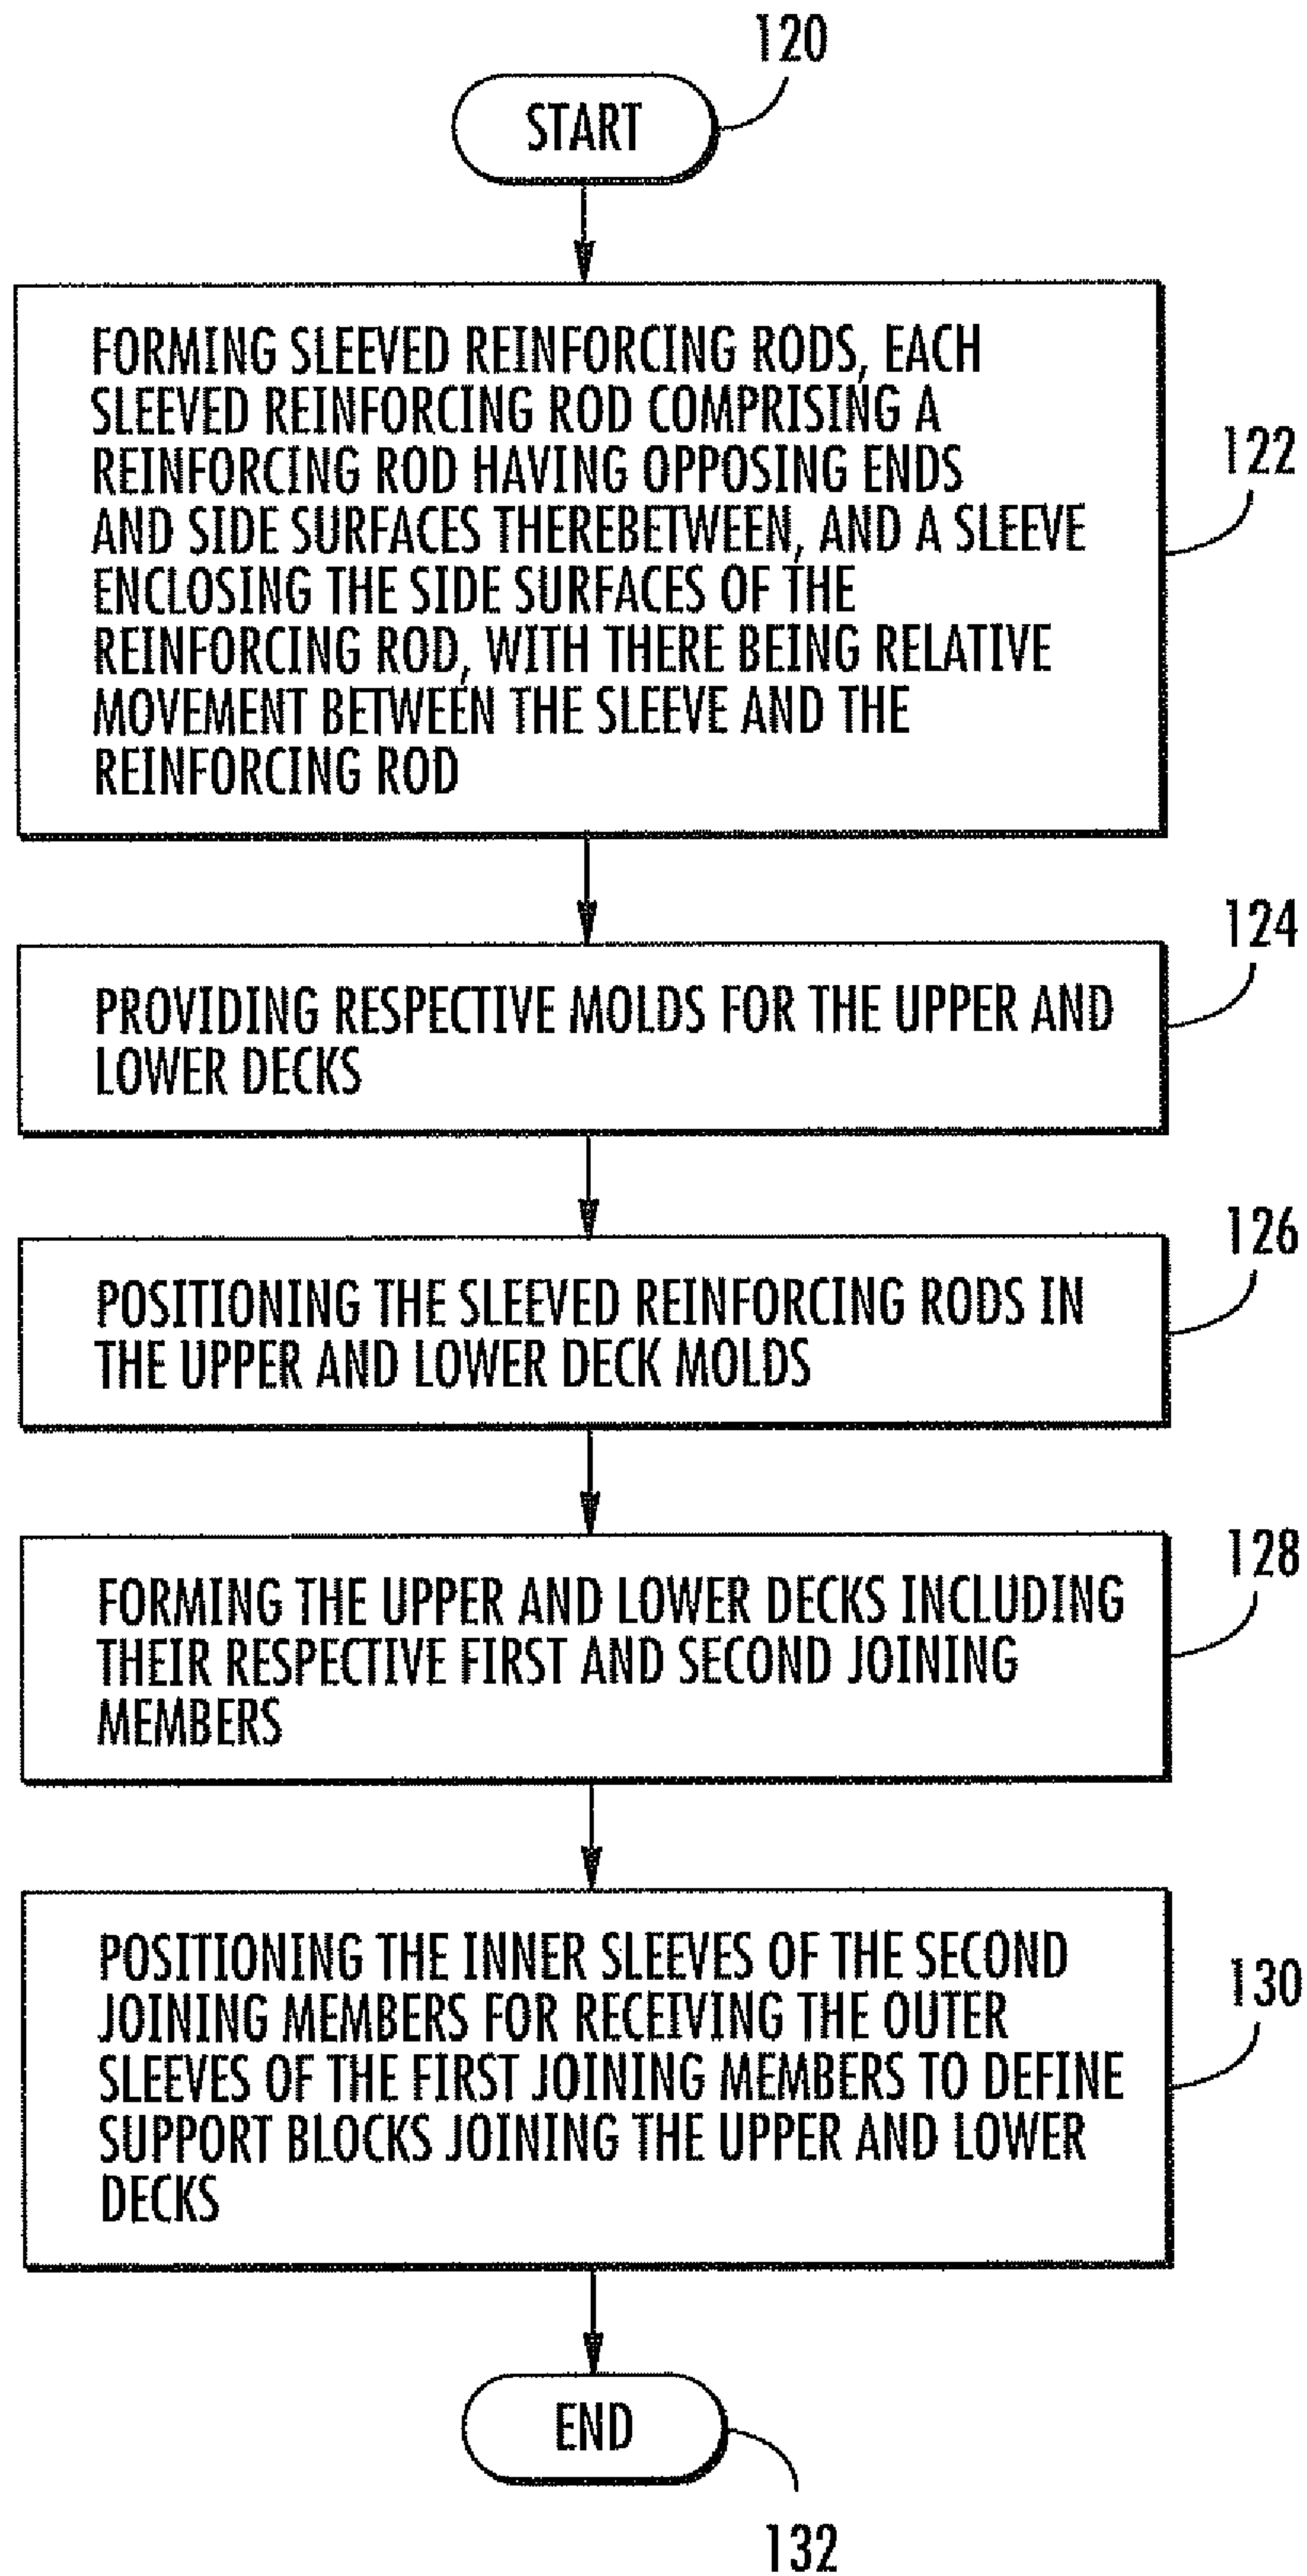 120
START
FORMING SLEEVED REINFORCING RODS, EACH
SLEEVED REINFORCING ROD COMPRISING A
REINFORCING ROD HAVING OPPOSING ENDS
AND SIDE SURFACES THEREBETWEEN, AND A SLEEVE
ENCLOSING THE SIDE SURFACES OF THE
REINFORCING ROD, WITH THERE BEING RELATIVE
MOVEMENT BETWEEN THE SLEEVE AND THE
REINFORCING ROD
122
124
PROVIDING RESPECTIVE MOLDS FOR THE UPPER AND
LOWER DECKS
126
POSITIONING THE SLEEVED REINFORCING RODS IN
THE UPPER AND LOWER DECK MOLDS
128
FORMING THE UPPER AND LOWER DECKS INCLUDING
THEIR RESPECTIVE FIRST AND SECOND JOINING
MEMBERS
130
POSITIONING THE INNER SLEEVES OF THE SECOND
JOINING MEMBERS FOR RECEIVING THE OUTER
SLEEVES OF THE FIRST JOINING MEMBERS TO DEFINE
SUPPORT BLOCKS JOINING THE UPPER AND LOWER
DECKS
END
132